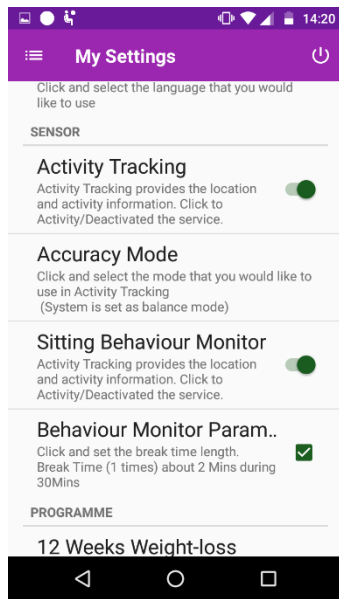 14:20
My Settings
Click and select the language that you would
like to use
SENSOR
Activity Tracking
Activity Tracking provides the location
and activity information. Click to
Activity/Deactivated the service.
Accuracy Mode
Click and select the mode that you would like to
use in Activity Tracking
(System is set as balance mode)
Sitting Behaviour Monitor
Activity Tracking provides the location
and activity information. Click to
Activity/Deactivated the service.
Behaviour Monitor Param..
Click and set the break time length.
Break Time (1 times) about 2 Mins during
30Mins
PROGRAMME
12 Weeks Weight-loss